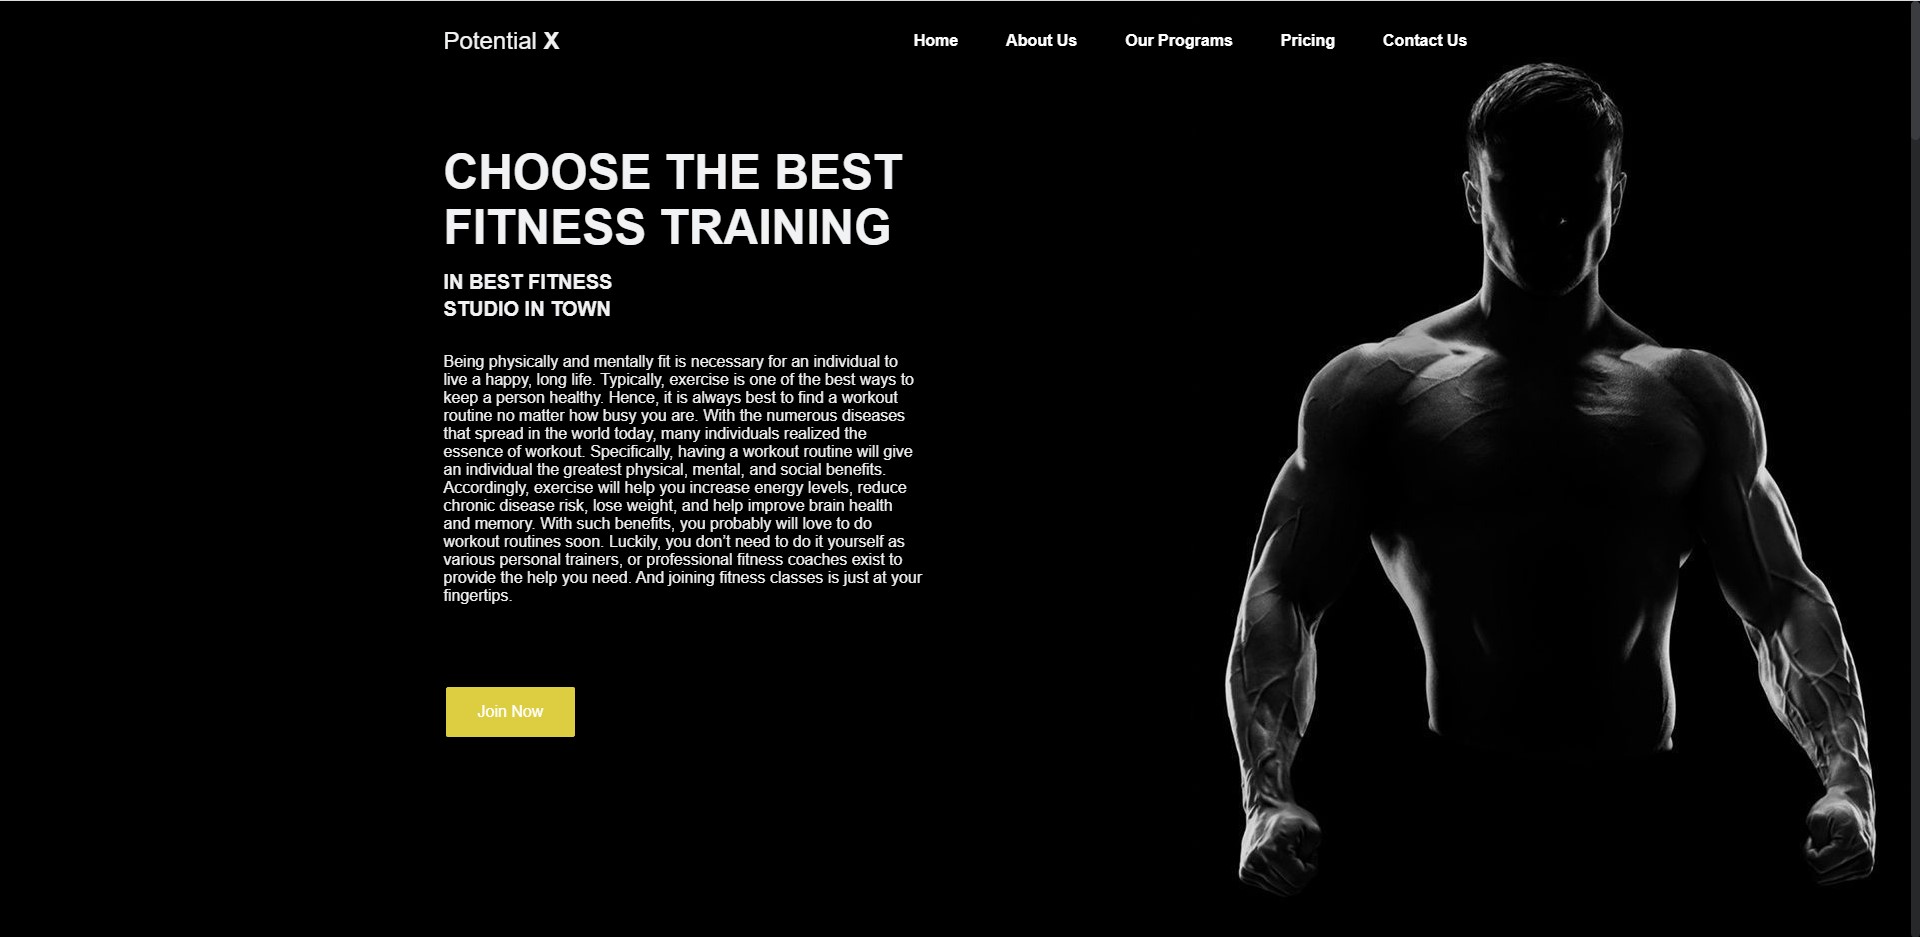 Potential X
Home About Us Our Programs Pricing Contact Us
CHOOSE THE BEST
FITNESS TRAINING
IN BEST FITNESS
STUDIO IN TOWN
Being physically and mentally fit is necessary for an individual to
live a happy, long life. Typically, exercise is one of the best ways to
keep a person healthy. Hence, it is always best to find a workout
routine no matter how busy you are. With the numerous diseases
that spread in the world today, many individuals realized the
essence of workout. Specifically, having a workout routine will give
an individual the greatest physical, mental, and social benefits.
Accordingly, exercise will help you increase energy levels, reduce
chronic disease risk, lose weight, and help improve brain health
and memory. With such benefits, you probably will love to do
workout routines soon. Luckily, you don’t need to do it yourself as
various personal trainers, or professional fitness coaches exist to
provide the help you need. And joining fitness classes is just at your
fingertips.
Join Now